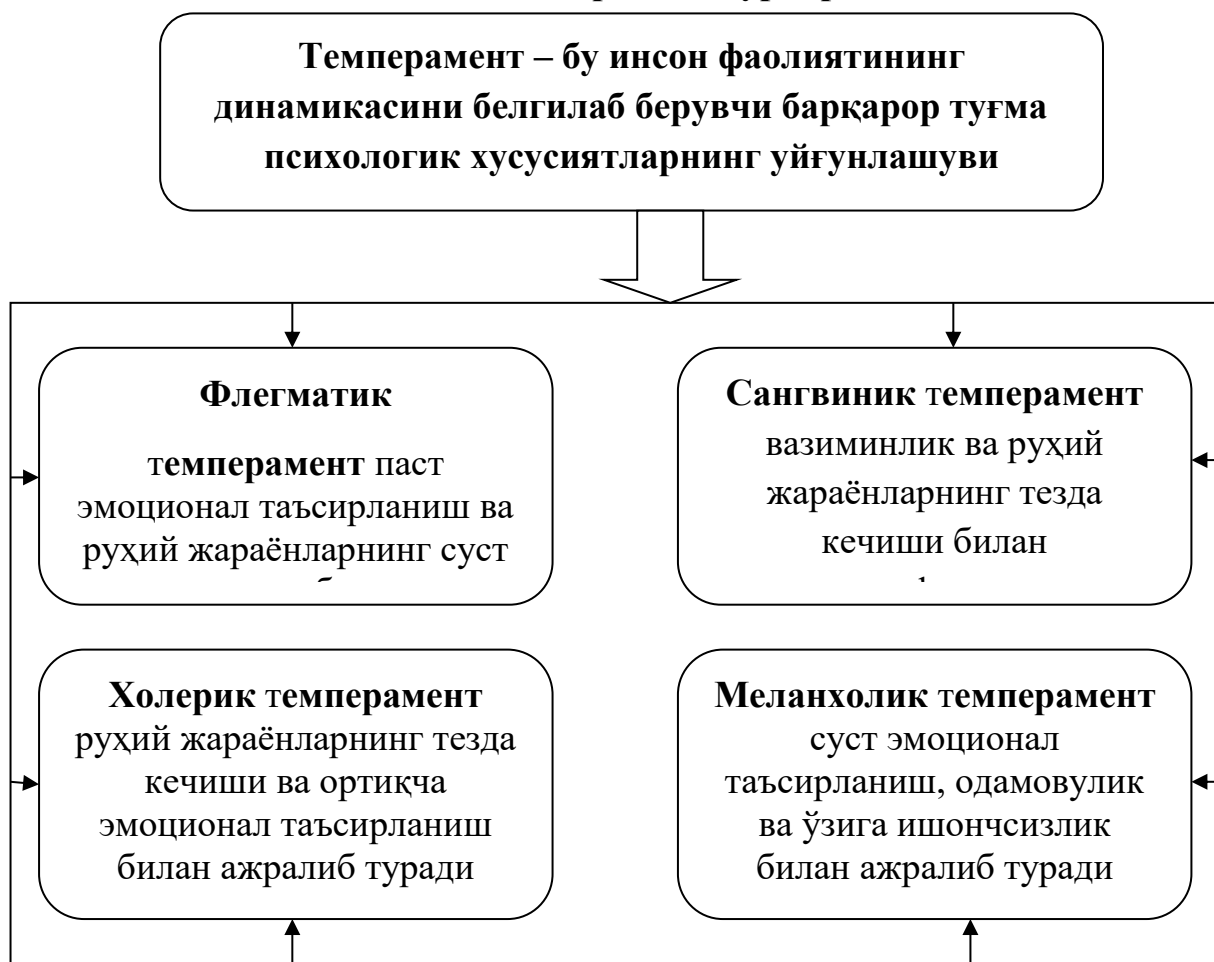 Темперамент – бу инсон фаолиятининг
динамикасини белгилаб берувчи барқарор туғма
психологик хусусиятларнинг уйғунлашуви
Флегматик
темперамент паст
эмоционал таъсирланиш ва
руҳий жараёнларнинг суст
Сангвиник темперамент
вазиминлик ва руҳий
жараёнларнинг тезда
кечиши билан
Холерик темперамент
руҳий жараёнларнинг тезда
кечиши ва ортиқча
эмоционал таъсирланиш
билан ажралиб туради
Меланхолик темперамент
суст эмоционал
таъсирланиш, одамовулик
ва ўзига ишончсизлик
билан ажралиб туради